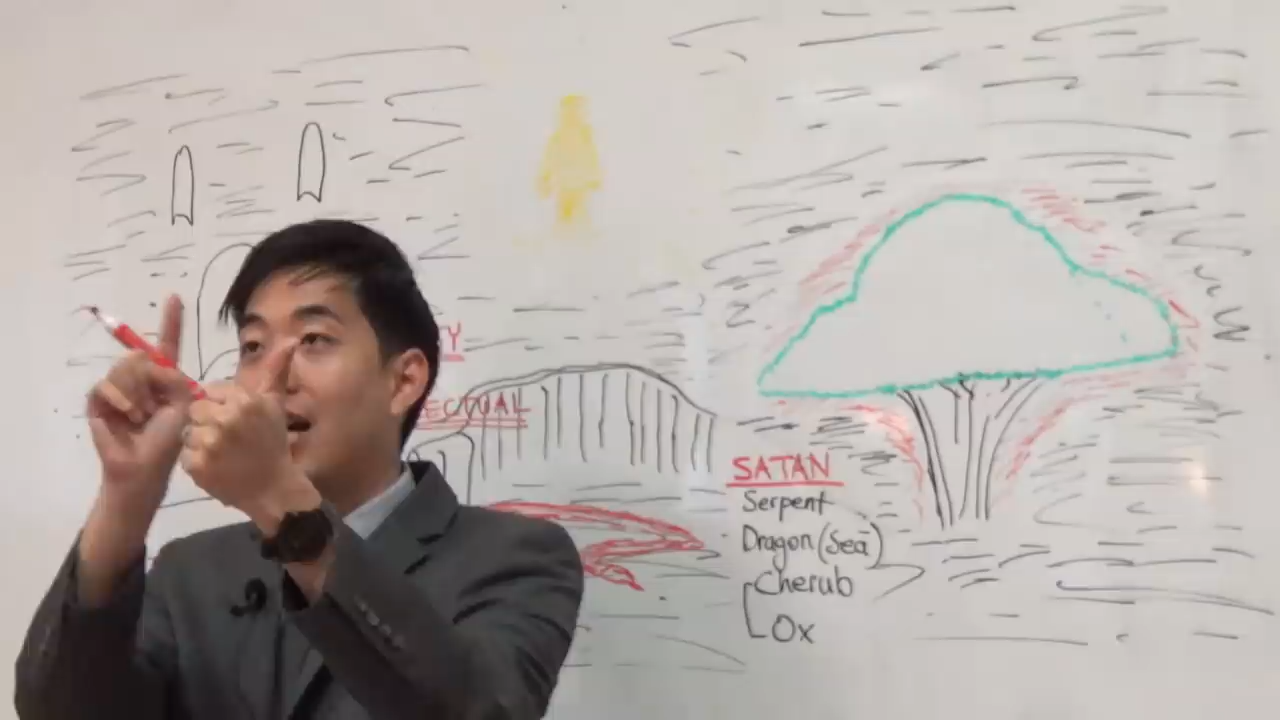 SATAN
Serpent
Dragon (Sea)
Cherub
Ox